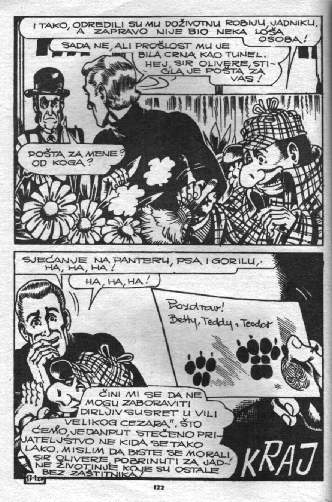 I TAKO, ODREDILI SU MU DOŽIVOTNU ROBIJU, JADNIKU,
A ZAPRAVO NIJE BIO NEKA LOŠA
OSOBA!
SADA NE, ALI PROŠLOST MU JE
BILA CRNA KAO TUNEL.
HEJ, SIR OLIVERE, STI-
GLA JE POŠTA ZA
VAS!
POŠTA ZA MENE?
OD KOGA?
SJEĆANJE NA PANTERU, PSA, I GORILU,
HA, HA, HA!
HA, HA, HA!
Pozdrav!
Betty, Teddy, Teodor
ČINI MI SE DA NE
MOGU ZABORAVITI
DIRLJIV SUSRET U VILI
VELIKOG CEZARA", ŠTO
ĆEMO, JEDANPUT STEČENO PRI-
JATELJSTVO NE KIDA SE TAKO
LAKO. MISLIM DA BISTE SE MORALI,
SIR OLIVERE POBRINUTI ZA JAD-
NE ŽIVOTINJE KOJE SU OSTALE
BEZ ZAŠTITNIKA!
KRAJ
122